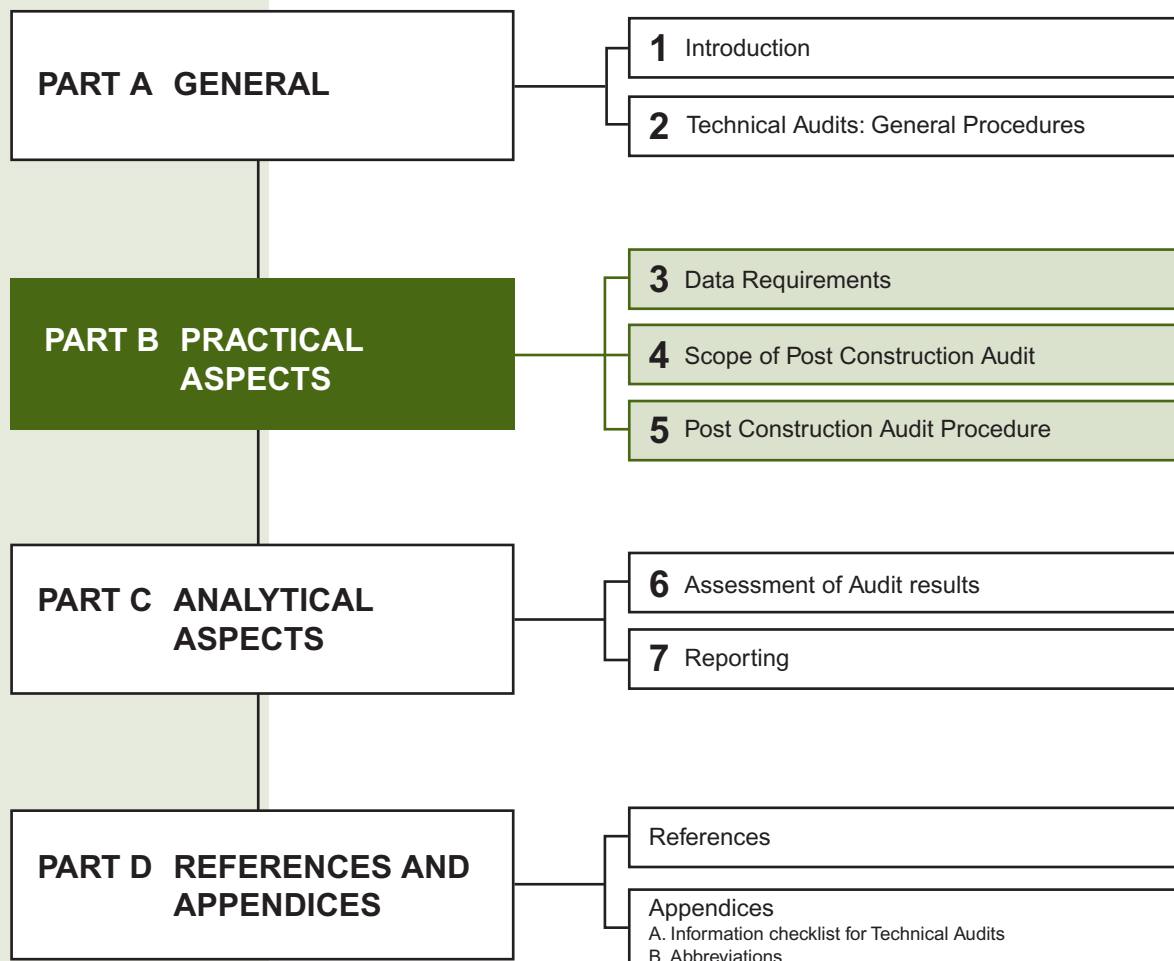 PART A GENERAL
1 Introduction
2 Technical Audits: General Procedures
PART B PRACTICAL
ASPECTS
3 Data Requirements
4 Scope of Post Construction Audit
5 Post Construction Audit Procedure
PART C ANALYTICAL
ASPECTS
6 Assessment of Audit results
7 Reporting
PART D REFERENCES AND
APPENDICES
References
Appendices
A. Information checklist for Technical Audits
B. Abbreviations